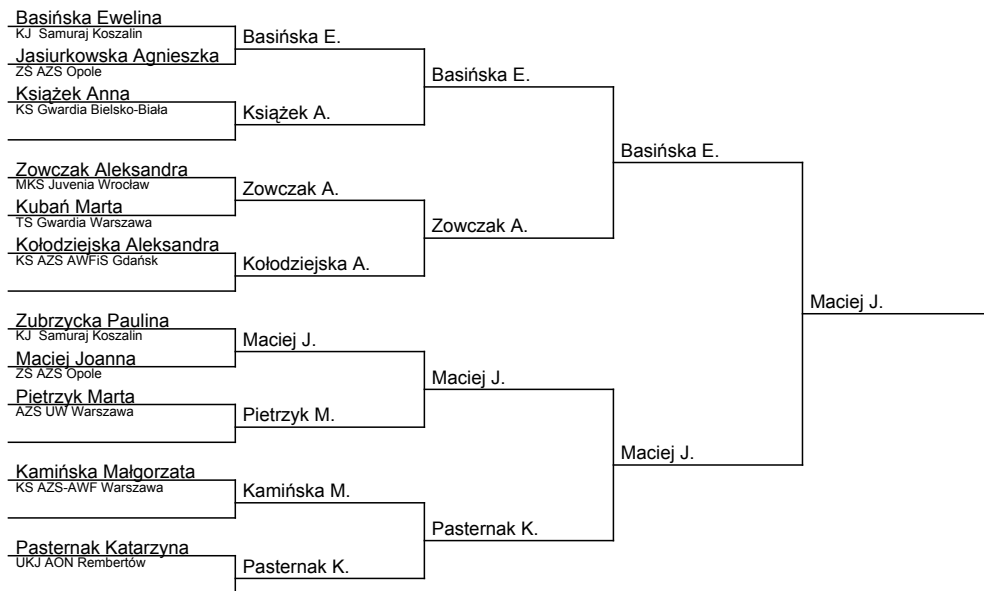 Basińska Ewelina
KJ Samuraj Koszalin
Jasiurkowska Agnieszka
ZS AZS Opole
Książek Anna
KS Gwardia Bielsko-Biała
Zowczak Aleksandra
MKS Juvenia Wrocław
Kubań Marta
TS Gwardia Warszawa
Kołodziejska Aleksandra
KS AZS AWFiS Gdańsk
Zubrzycka Paulina
KJ Samuraj Koszalin
Maciej Joanna
ZS AZS Opole
Pietrzyk Marta
AZS UW Warszawa
Kamińska Małgorzata
KS AZS-AWF Warszawa
Pasternak Katarzyna
UKJ AON Rembertów
Basińska E.
Książek A.
Zowczak A.
Kołodziejska A.
Maciej J.
Pietrzyk M.
Kamińska M.
Pasternak K.
Basińska E.
Zowczak A.
Maciej J.
Pasternak K.
Basińska E.
Maciej J.
Maciej J.